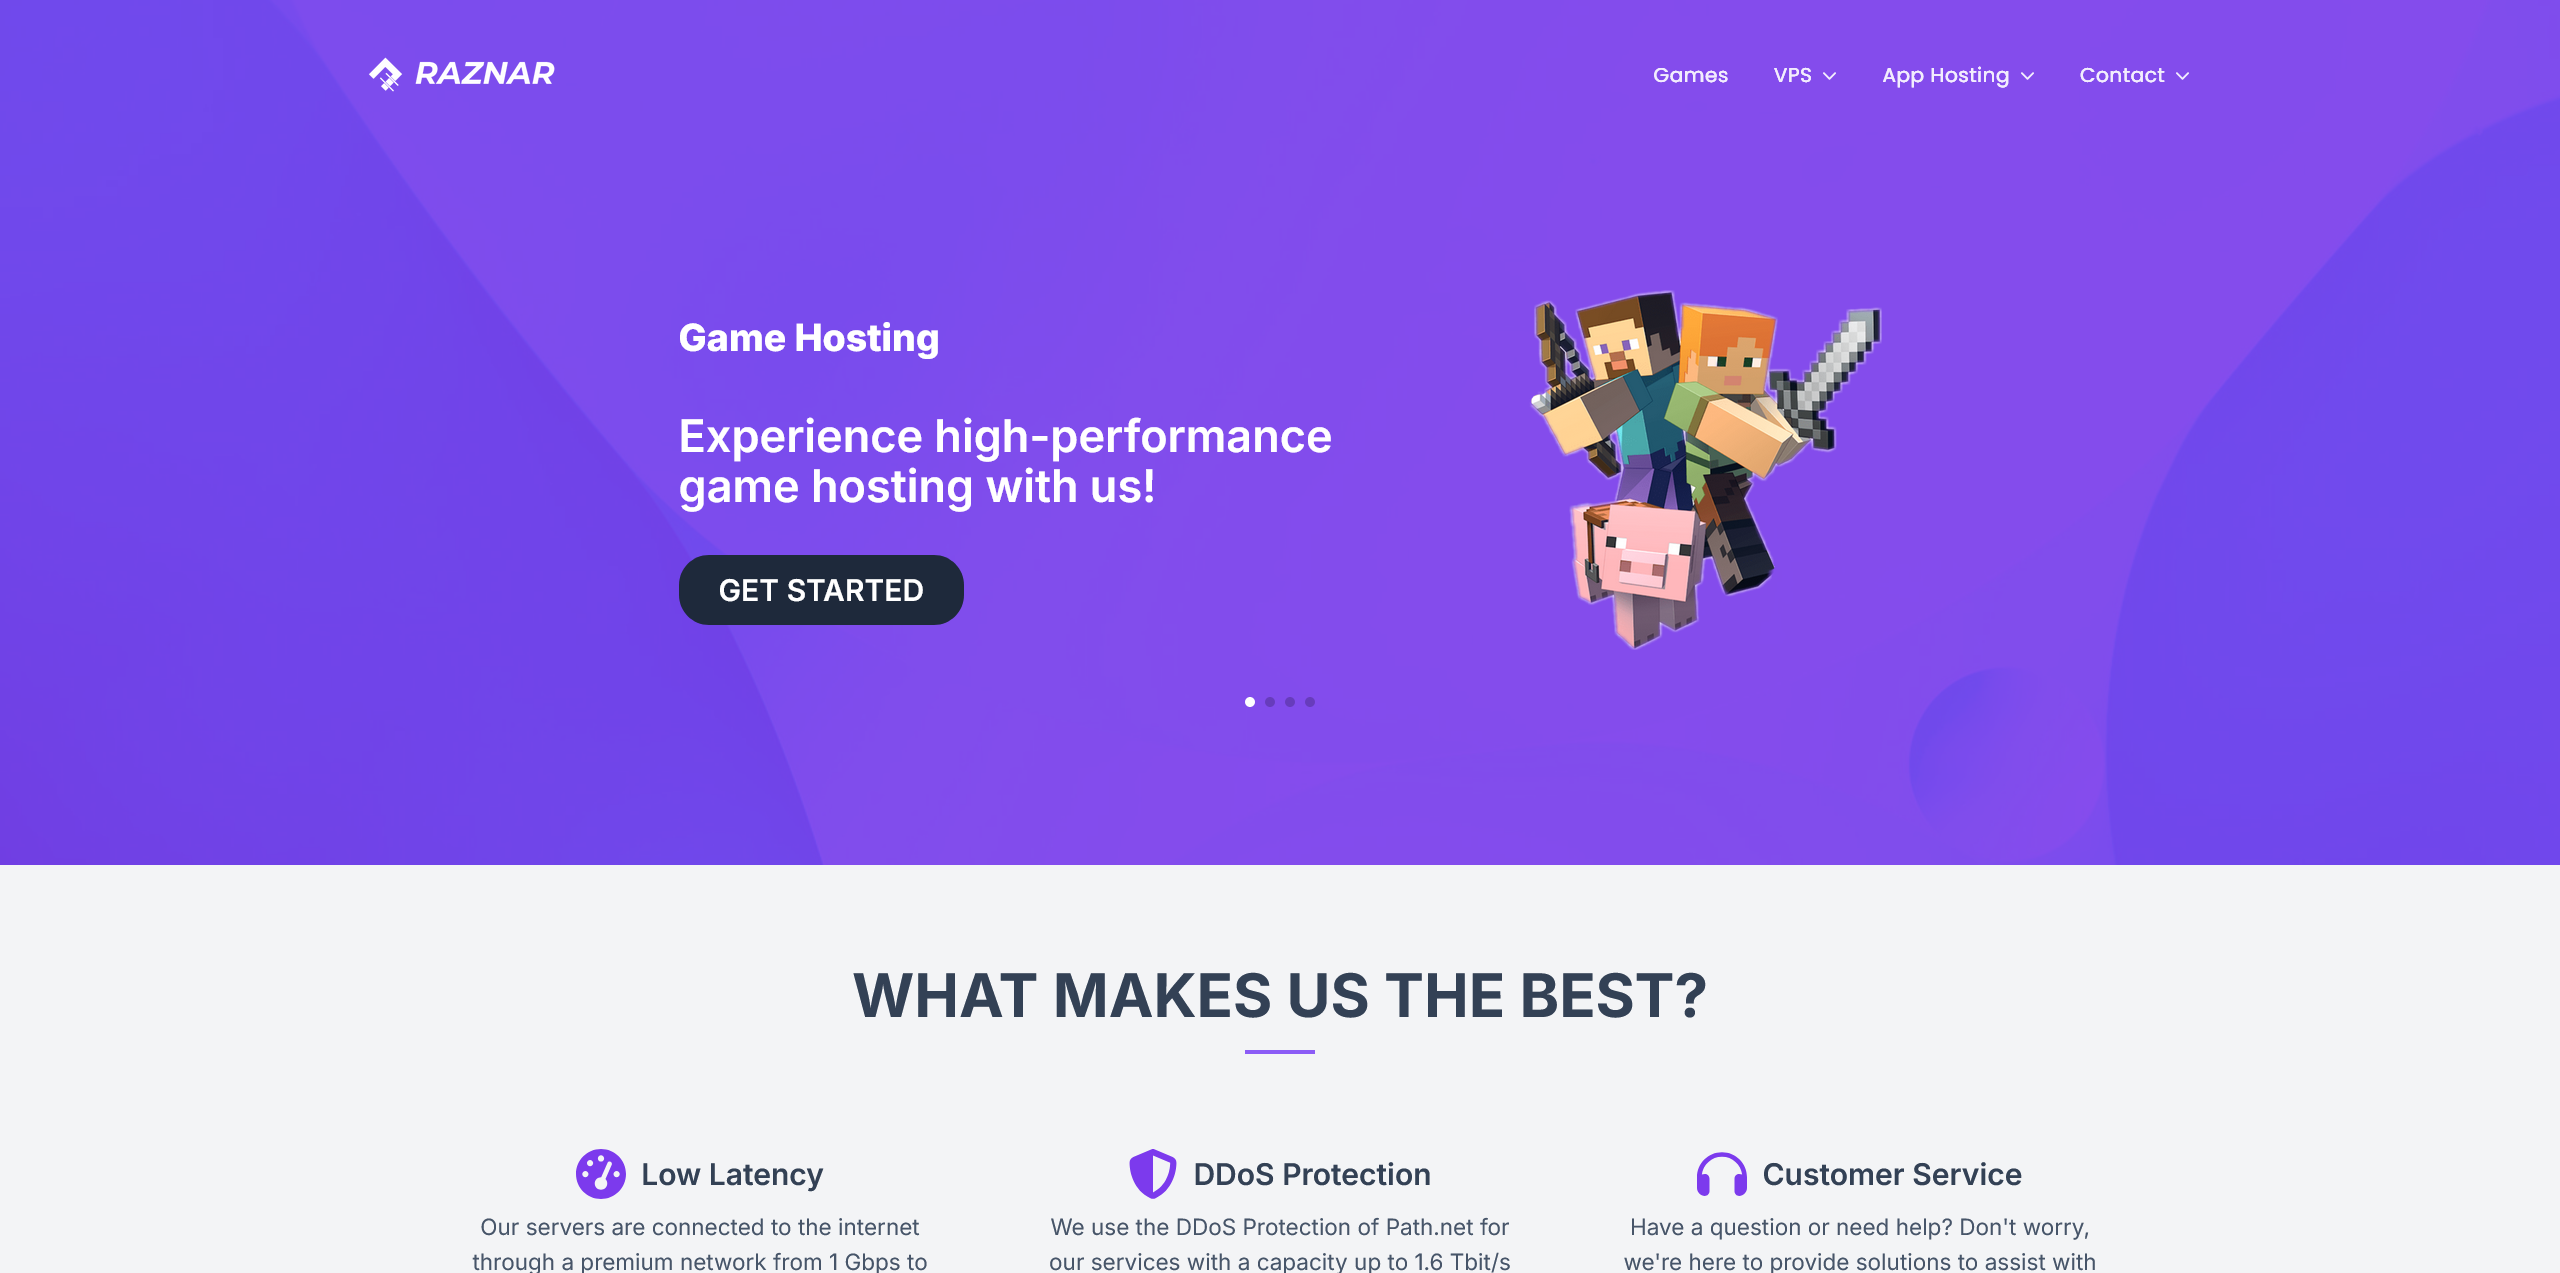 RAZNAR
Games
VPS
App Hosting
Contact
Game Hosting
Experience high-performance
game hosting with us!
GET STARTED
WHAT MAKES US THE BEST?
Low Latency
Our servers are connected to the internet
through a premium network from 1 Gbps to
DDoS Protection
We use the DDoS Protection of Path.net for
our services with a capacity up to 1.6 Tbit/s
Customer Service
Have a question or need help? Don't worry,
we're here to provide solutions to assist with